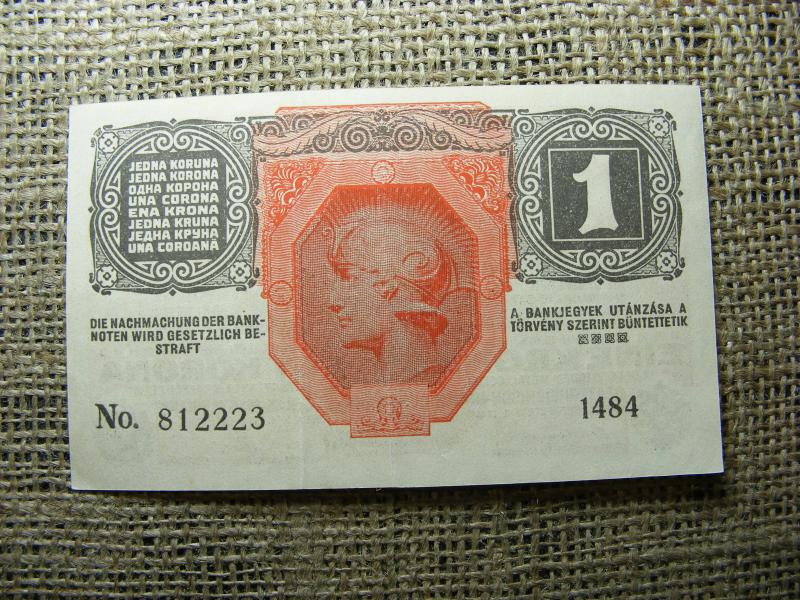 JEDNA KORUNA
JEDNA KORONA
ОДНА КОРОНА
UNA CORONA
ENA KRONA
JEDNA KRUNA
ЈЕДНА КРУНА
UNA COROANĂ
1
DIE NACHMACHUNG DER BANK-
NOTEN WIRD GESETZLICH BE-
STRAFT
A BANKJEGYEK UTÁNZÁSA A
TÖRVÉNY SZERINT BÜNTETTETIK
No. 812223
1484